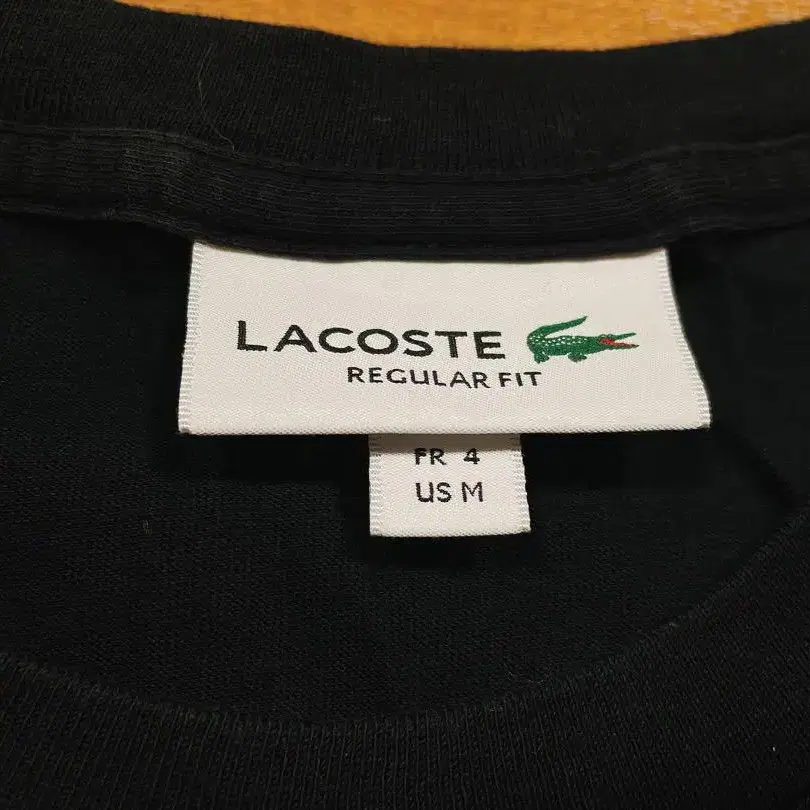 LACOSTE
REGULAR FIT
FR 4
US M